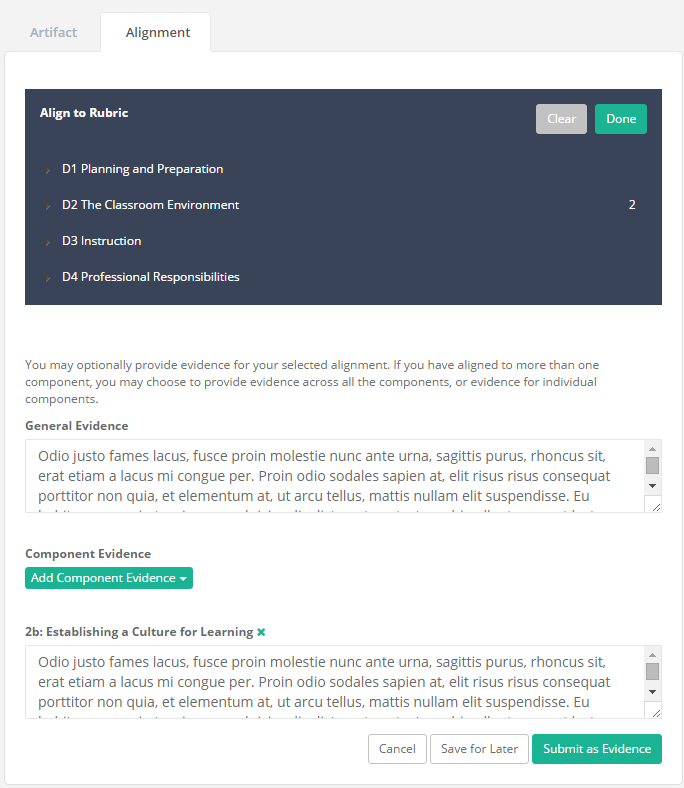 Artifact
Alignment
Align to Rubric
Clear
Done
D1 Planning and Preparation
D2 The Classroom Environment 2
D3 Instruction
D4 Professional Responsibilities
You may optionally provide evidence for your selected alignment. If you have aligned to more than one
component, you may choose to provide evidence across all the components, or evidence for individual
components.
General Evidence
Odio justo fames lacus, fusce proin molestie nunc ante urna, sagittis purus, rhoncus sit,
erat etiam a lacus mi congue per. Proin odio sodales sapien at, elit risus risus consequat
porttitor non quia, et elementum at, ut arcu tellus, mattis nullam elit suspendisse. Eu
Component Evidence
Add Component Evidence
2b: Establishing a Culture for Learning
Odio justo fames lacus, fusce proin molestie nunc ante urna, sagittis purus, rhoncus sit,
erat etiam a lacus mi congue per. Proin odio sodales sapien at, elit risus risus consequat
porttitor non quia, et elementum at, ut arcu tellus, mattis nullam elit suspendisse. Eu
Cancel
Save for Later
Submit as Evidence